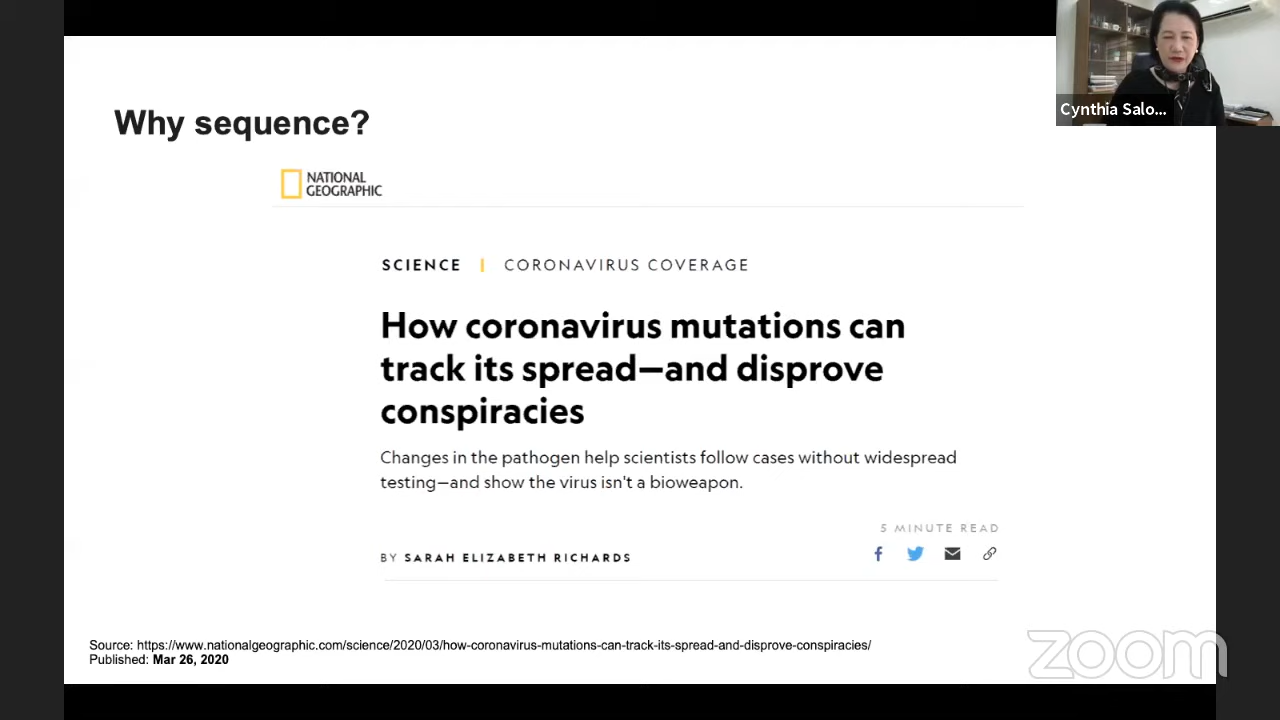 Cynthia Salo...
Why sequence?
NATIONAL
GEOGRAPHIC
SCIENCE | CORONAVIRUS COVERAGE
How coronavirus mutations can
track its spread—and disprove
conspiracies
Changes in the pathogen help scientists follow cases without widespread
testing—and show the virus isn't a bioweapon.
5 MINUTE READ
BY SARAH ELIZABETH RICHARDS
Source: https://www.nationalgeographic.com/science/2020/03/how-coronavirus-mutations-can-track-its-spread-and-disprove-conspiracies/
Published: Mar 26, 2020
zoom